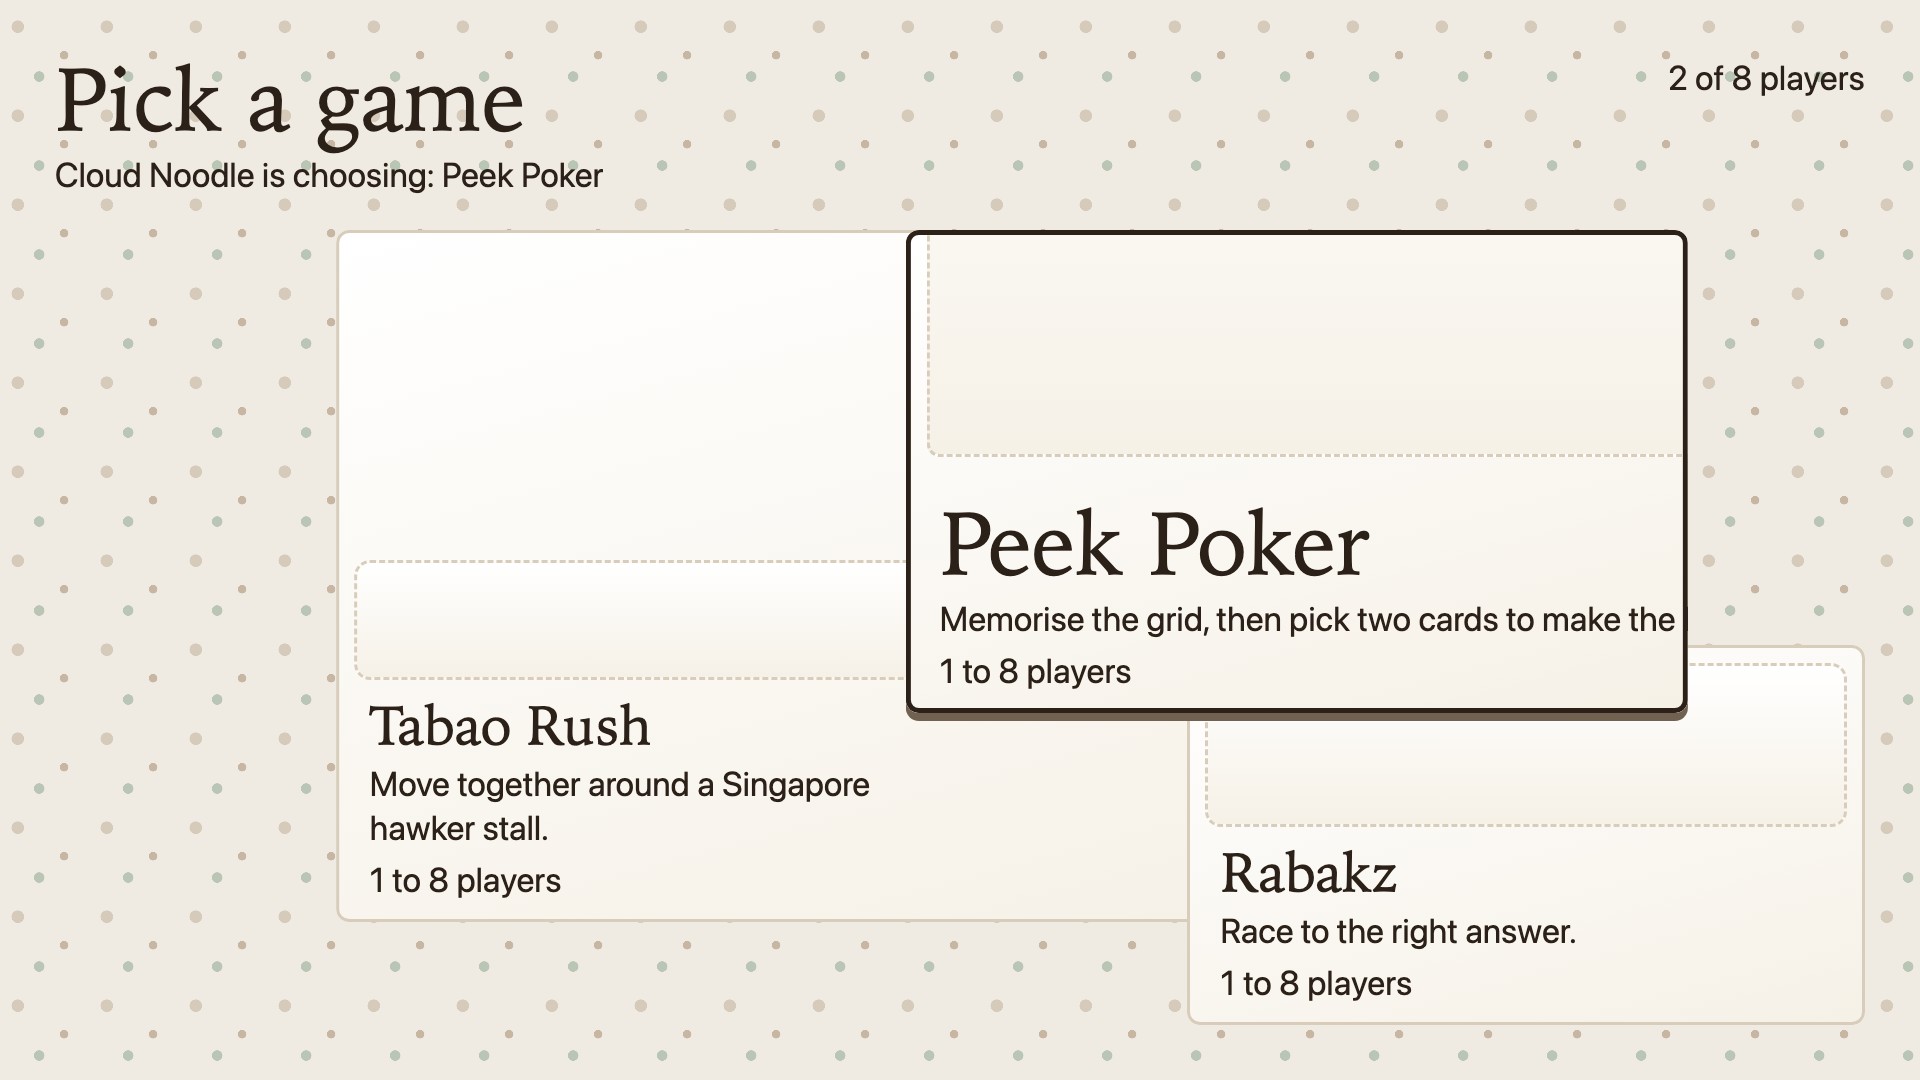 Pick a game
2 of 8 players
Cloud Noodle is choosing: Peek Poker
Peek Poker
Memorise the grid, then pick two cards to make the
1 to 8 players
Tabao Rush
Move together around a Singapore
hawker stall.
1 to 8 players
Rabakz
Race to the right answer.
1 to 8 players